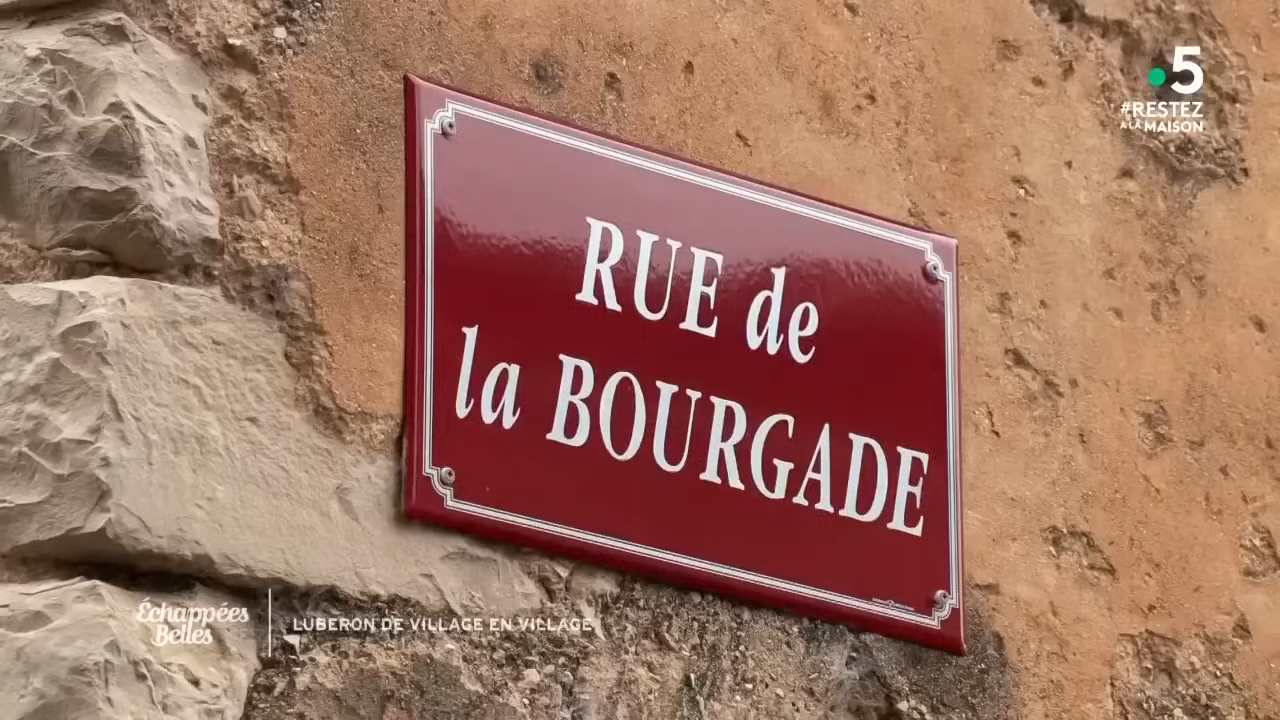 5
#RESTEZ
À LA MAISON
RUE de
la BOURGADE
Échappées
Belles
LUBERON DE VILLAGE EN VILLAGE